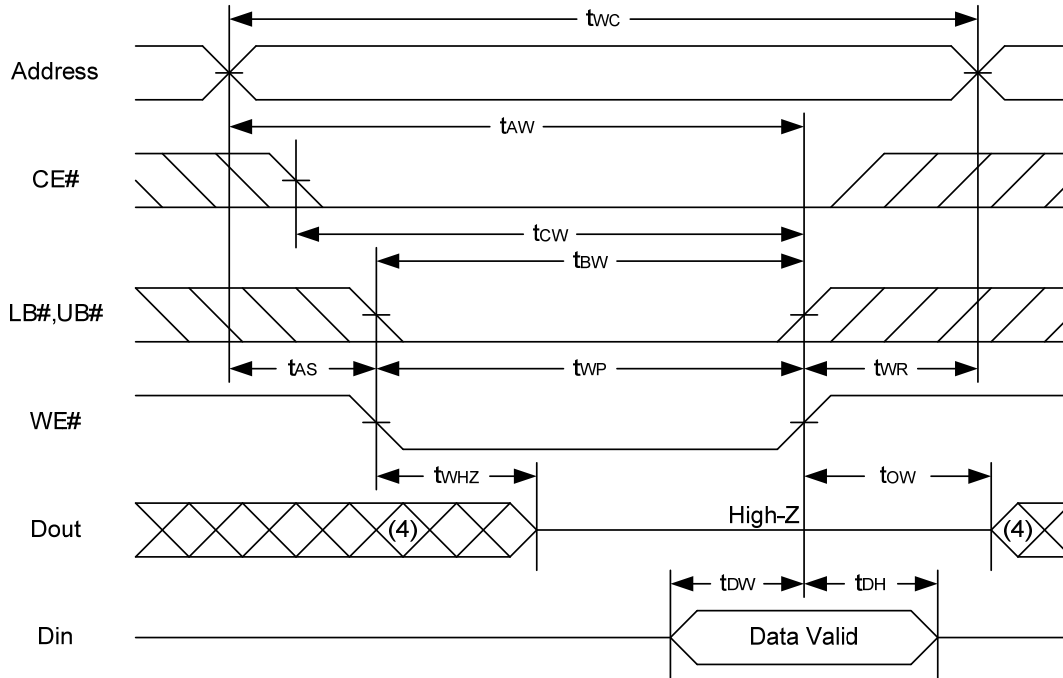 tWC
Address
tAW
CE#
tCW
tBW
LB#,UB#
tAS
tWP
tWR
WE#
tWHZ
tOW
High-Z
Dout
(4)
(4)
tDW
tDH
Din
Data Valid